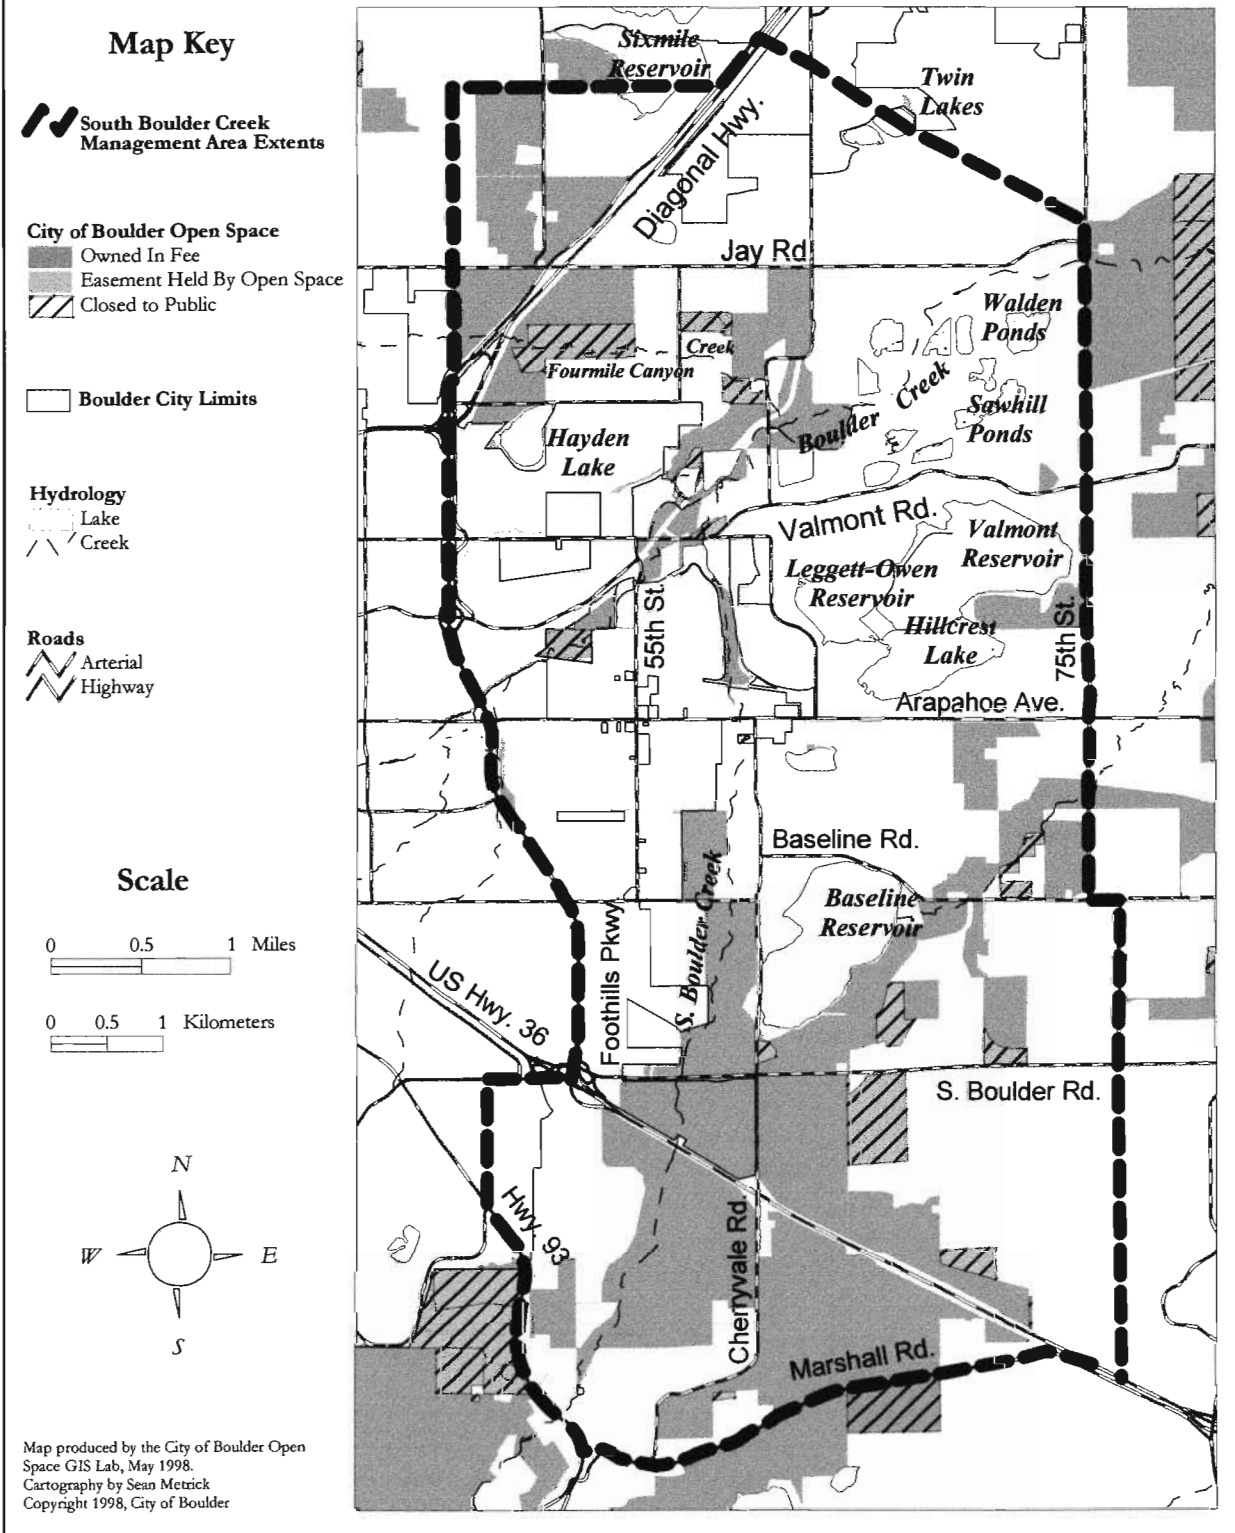 Map Key
South Boulder Creek
Management Area Extents
City of Boulder Open Space
Owned In Fee
Easement Held By Open Space
Closed to Public
Boulder City Limits
Hydrology
Lake
Creek
Roads
Arterial
Highway
Scale
0 0.5 1 Miles
0 0.5 1 Kilometers
N
W E
S
Map produced by the City of Boulder Open
Space GIS Lab, May 1998.
Cartography by Sean Metrick
Copyright 1998, City of Boulder
Sixmile
Reservoir
Twin
Lakes
Diagonal Hwy.
Jay Rd
Walden
Ponds
Creek
Fourmile Canyon
Boulder Creek
Sawhill
Ponds
Hayden
Lake
Valmont Rd.
Valmont
Reservoir
Leggett-Owen
Reservoir
Hillcrest
Lake
55th St.
75th St.
Arapahoe Ave.
Baseline Rd.
Baseline
Reservoir
S. Boulder Creek
Foothills Pkwy
US Hwy. 36
S. Boulder Rd.
Hwy 93
Cherryvale Rd.
Marshall Rd.